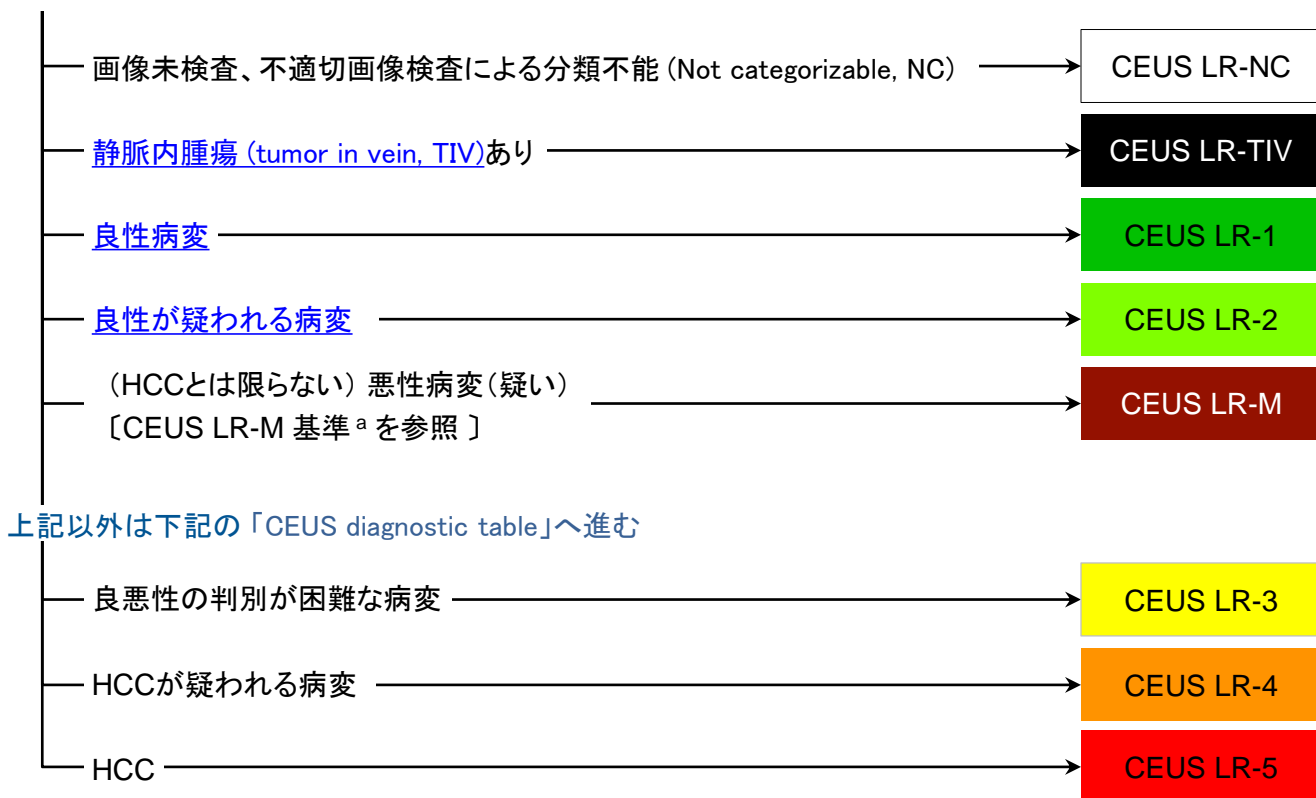 画像未検査、不適切画像検査による分類不能 (Not categorizable, NC)
CEUS LR-NC
静脈内腫瘍 (tumor in vein, TIV)あり
CEUS LR-TIV
良性病変
CEUS LR-1
良性が疑われる病変
CEUS LR-2
（HCCとは限らない） 悪性病変（疑い）
〔CEUS LR-M 基準 a を参照 〕
CEUS LR-M
上記以外は下記の 「CEUS diagnostic table」へ進む
良悪性の判別が困難な病変
CEUS LR-3
HCCが疑われる病変
CEUS LR-4
HCC
CEUS LR-5